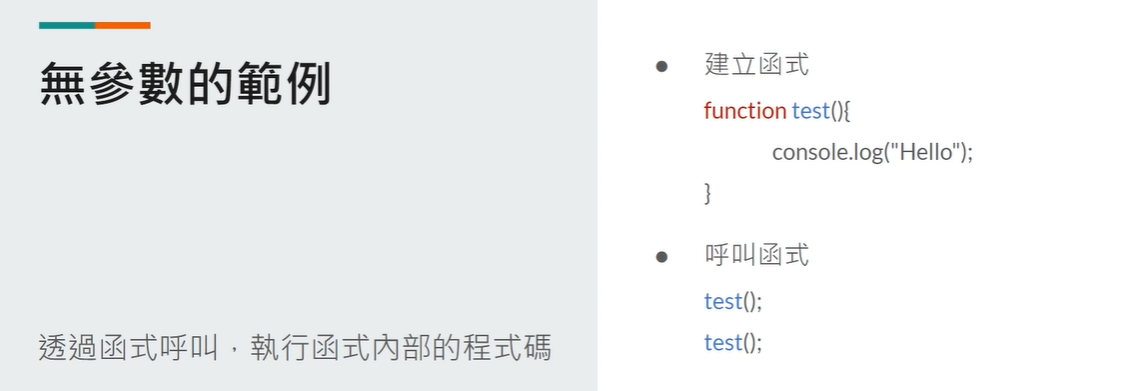 無參數的範例
透過函式呼叫，執行函式內部的程式碼
● 建立函式
function test(){
console.log("Hello");
}
● 呼叫函式
test();
test();